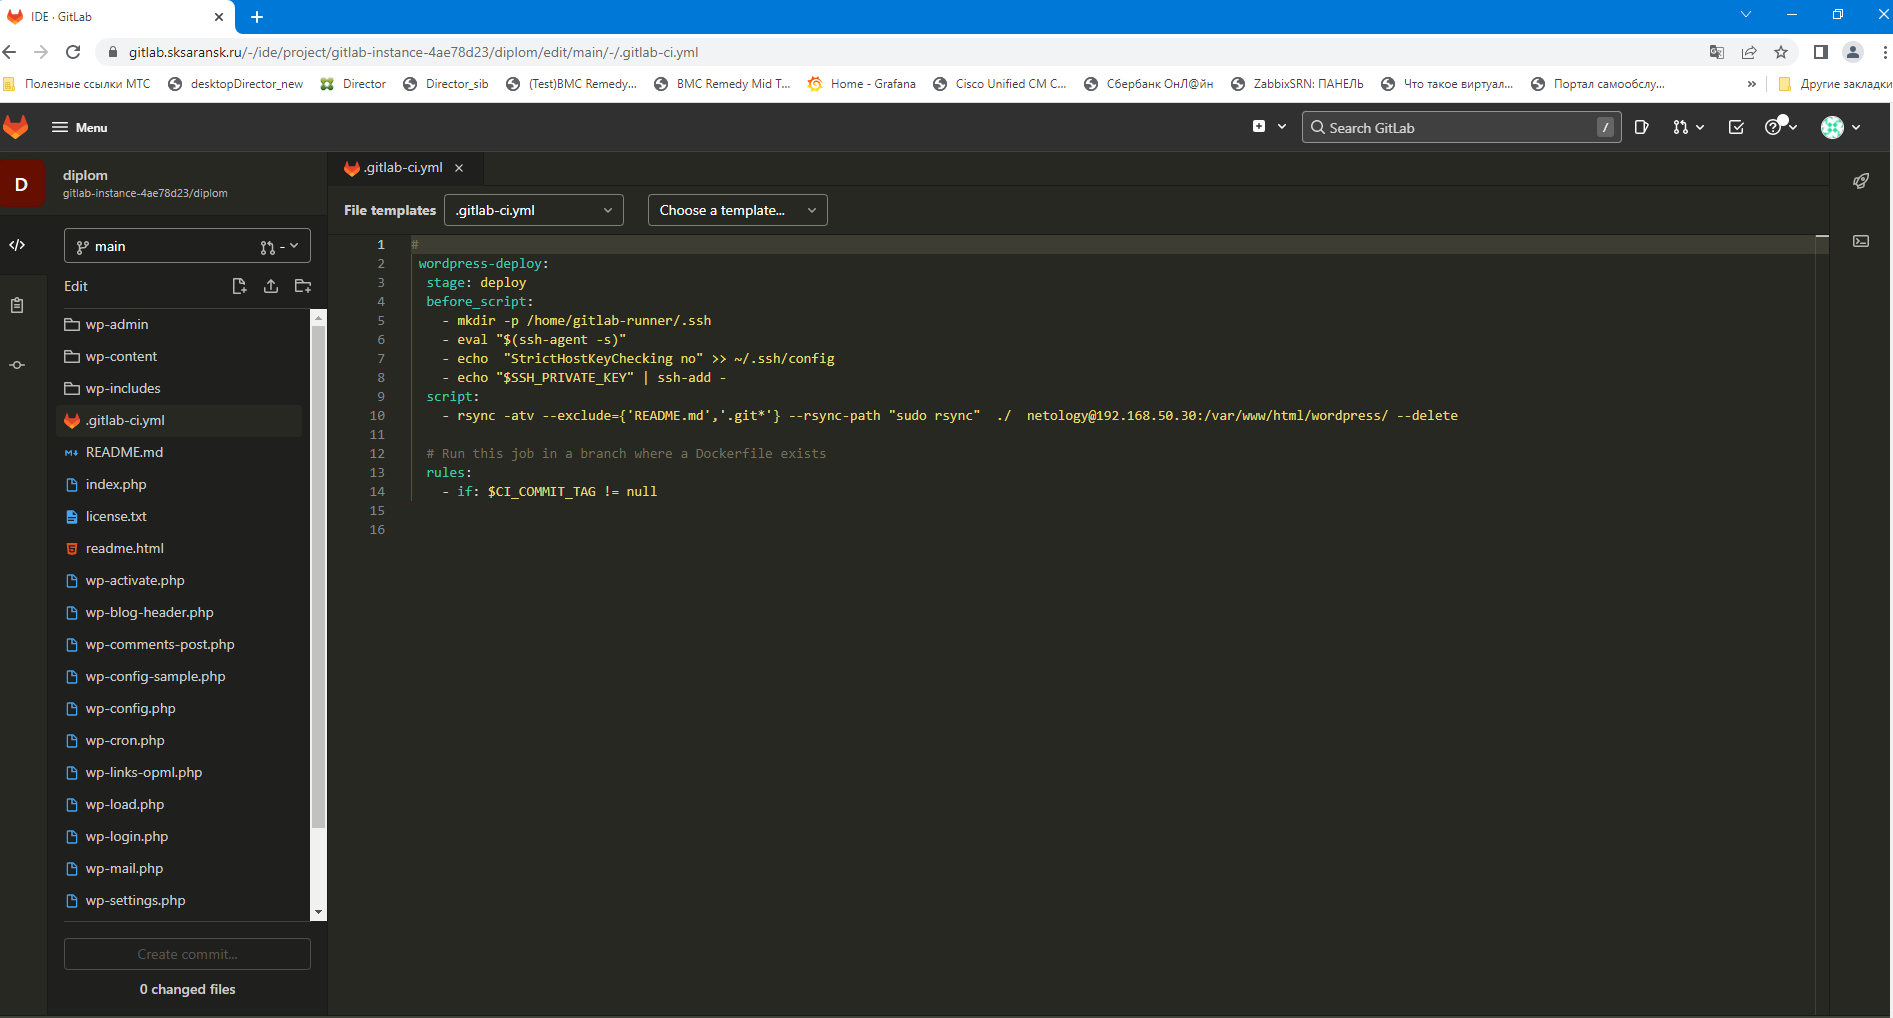 IDE · GitLab
gitlab.sksaransk.ru/-/ide/project/gitlab-instance-4ae78d23/diplom/edit/main/-/.gitlab-ci.yml
Полезные ссылки МТС desktopDirector_new Director Director_sib (Test)BMC Remedy... BMC Remedy Mid T... Home - Grafana Cisco Unified CM C... Сбербанк ОнЛ@йн ZabbixSRN: ПАНЕЛЬ Что такое виртуал... Портал самообслу... » Другие закладки
Menu
Search GitLab /
D
diplom
gitlab-instance-4ae78d23/diplom
main
-
Edit
wp-admin
wp-content
wp-includes
.gitlab-ci.yml
README.md
index.php
license.txt
readme.html
wp-activate.php
wp-blog-header.php
wp-comments-post.php
wp-config-sample.php
wp-config.php
wp-cron.php
wp-links-opml.php
wp-load.php
wp-login.php
wp-mail.php
wp-settings.php
Create commit...
0 changed files
.gitlab-ci.yml
File templates .gitlab-ci.yml Choose a template...
1 #
2 wordpress-deploy:
3 stage: deploy
4 before_script:
5 - mkdir -p /home/gitlab-runner/.ssh
6 - eval "$(ssh-agent -s)"
7 - echo  "StrictHostKeyChecking no" >> ~/.ssh/config
8 - echo "$SSH_PRIVATE_KEY" | ssh-add -
9 script:
10 - rsync -atv --exclude={'README.md','.git*'} --rsync-path "sudo rsync"  ./  netology@192.168.50.30:/var/www/html/wordpress/ --delete
11
12 # Run this job in a branch where a Dockerfile exists
13 rules:
14 - if: $CI_COMMIT_TAG != null
15
16